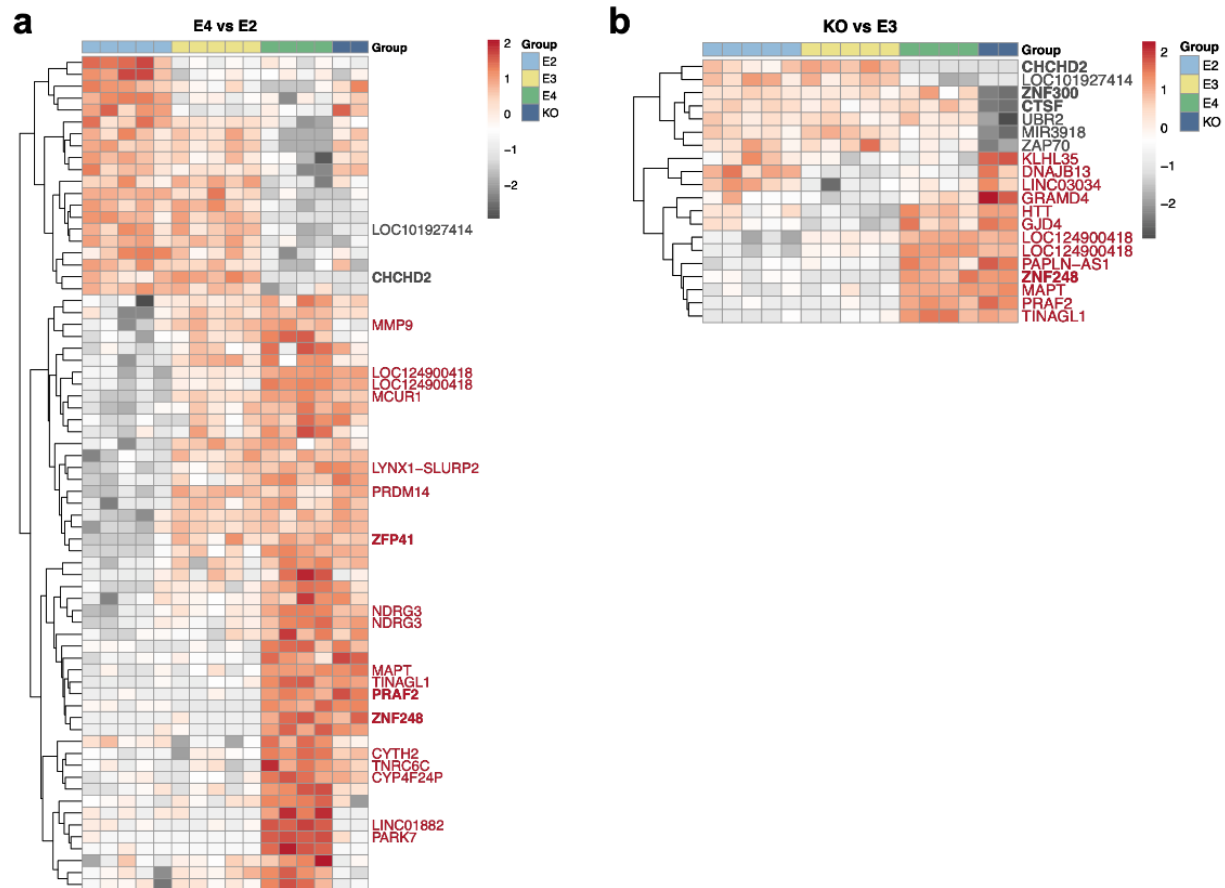 a
E4 vs E2
Group
LOC101927414
CHCHD2
MMP9
LOC124900418
LOC124900418
MCUR1
LYNX1−SLURP2
PRDM14
ZFP41
NDRG3
NDRG3
MAPT
TINAGL1
PRAF2
ZNF248
CYTH2
TNRC6C
CYP4F24P
LINC01882
PARK7
2
1
0
−1
−2
Group
E2
E3
E4
KO
b
KO vs E3
Group
CHCHD2
LOC101927414
ZNF300
CTSF
UBR2
MIR3918
ZAP70
KLHL35
DNAJB13
LINC03034
GRAMD4
HTT
GJD4
LOC124900418
LOC124900418
PAPLN−AS1
ZNF248
MAPT
PRAF2
TINAGL1
2
1
0
−1
−2
Group
E2
E3
E4
KO